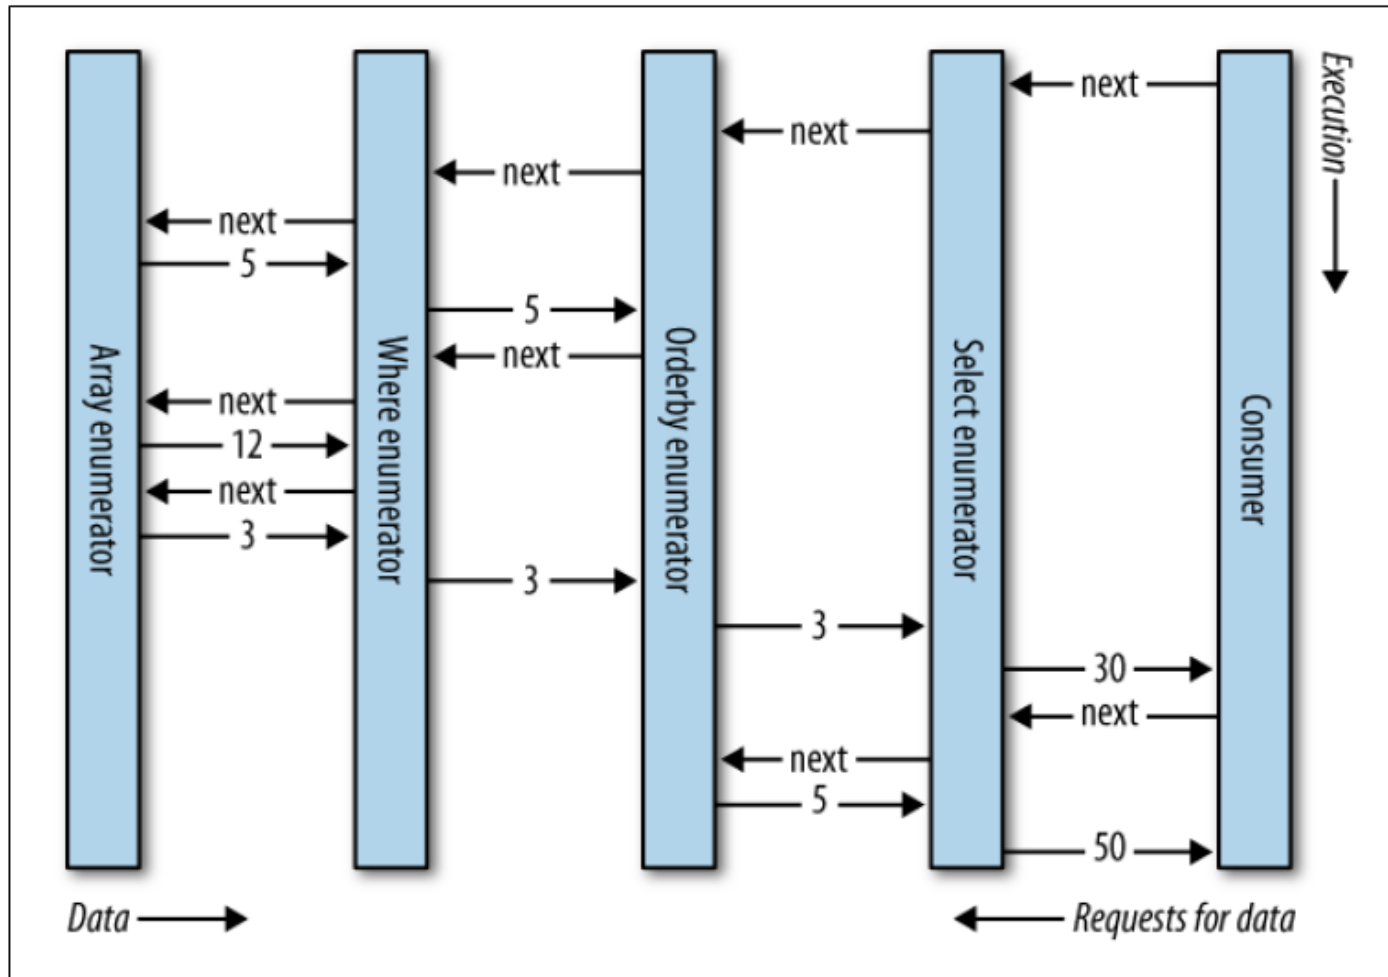 next
next
next
next
5
5
next
next
12
next
3
3
3
30
next
next
5
50
Array enumerator
Where enumerator
Orderby enumerator
Select enumerator
Consumer
Execution
Data
Requests for data